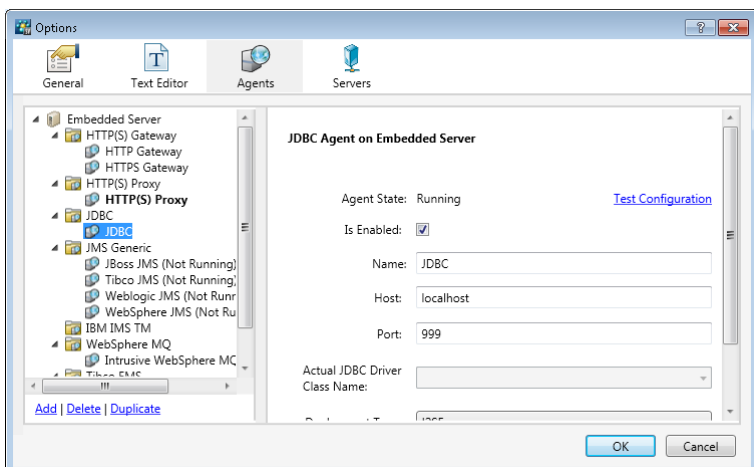 Options
General
Text Editor
Agents
Servers
Embedded Server
HTTP(S) Gateway
HTTP Gateway
HTTPS Gateway
HTTP(S) Proxy
HTTP(S) Proxy
JDBC
JDBC
JMS Generic
JBoss JMS (Not Running)
Tibco JMS (Not Running)
Weblogic JMS (Not Runr
WebSphere JMS (Not Ru
IBM IMS TM
WebSphere MQ
Intrusive WebSphere MQ
Tibco EMS
Add | Delete | Duplicate
JDBC Agent on Embedded Server
Agent State: Running
Test Configuration
Is Enabled:
Name: JDBC
Host: localhost
Port: 999
Actual JDBC Driver
Class Name:
OK
Cancel